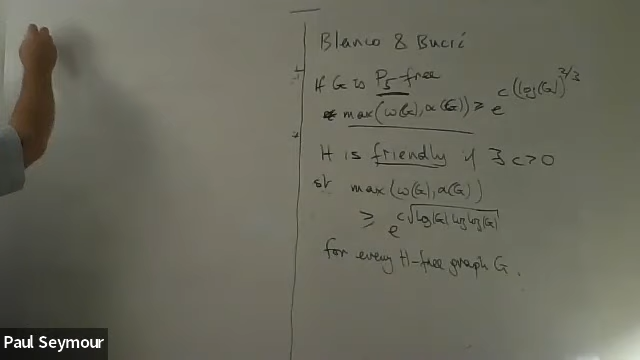 Blanco & Bucić
If G is P₅-free
max(ω(G), α(G)) ≥ e^{c(log|G|)^{2/3}}
H is friendly if ∃ c>0
st max(ω(G), α(G))
≥ e^{c√(log|G| log log|G|)}
for every H-free graph G.
Paul Seymour